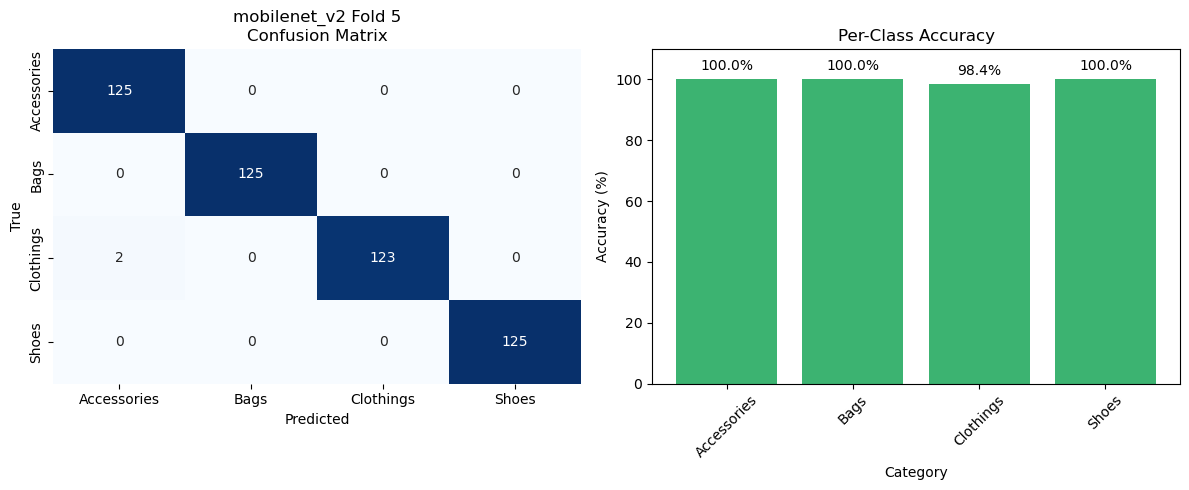 mobilenet_v2 Fold 5
Confusion Matrix
True
Accessories
125 0 0 0
Bags
0 125 0 0
Clothings
2 0 123 0
Shoes
0 0 0 125
Accessories Bags Clothings Shoes
Predicted
Per-Class Accuracy
Accuracy (%)
100
80
60
40
20
0
100.0% 100.0% 98.4% 100.0%
Accessories Bags Clothings Shoes
Category